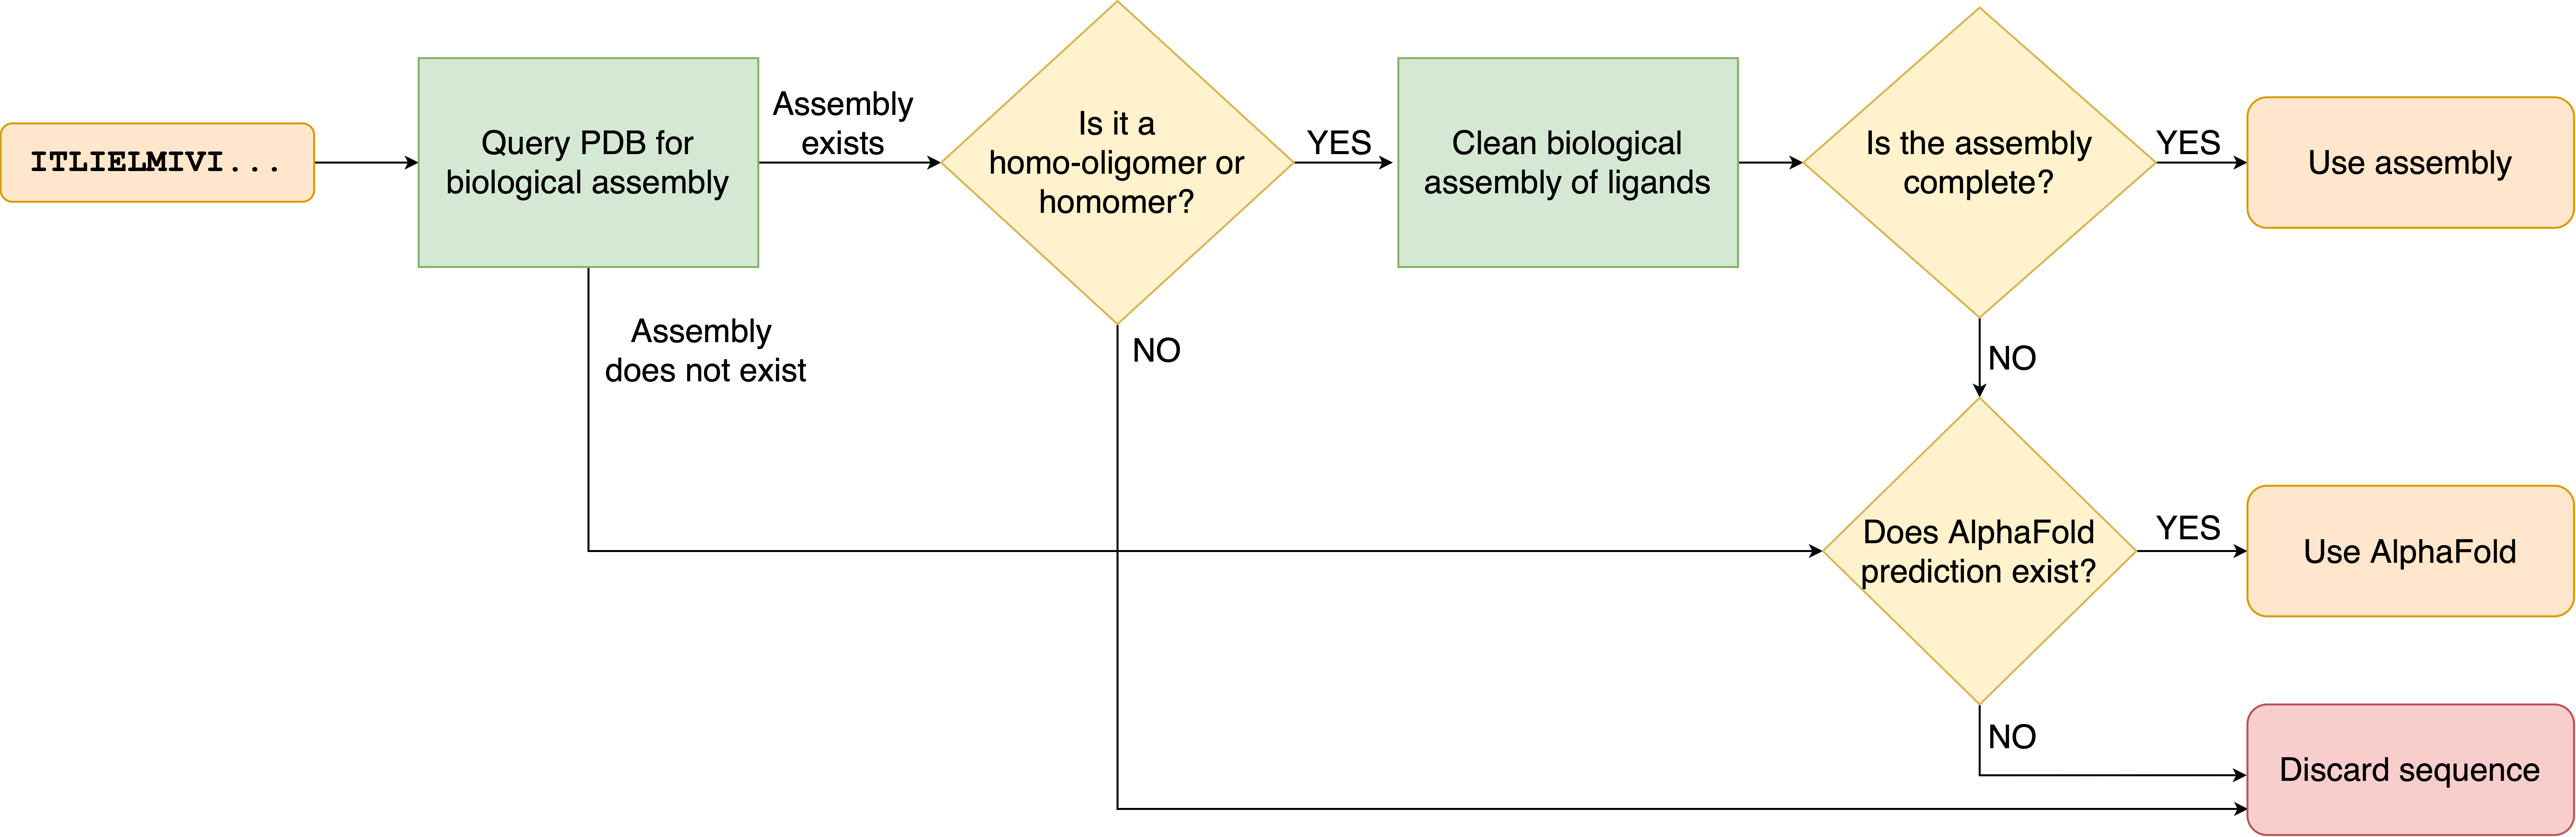 ITLIELMIVI...
Query PDB for
biological assembly
Assembly
exists
Is it a
homo-oligomer or
homomer?
YES
Clean biological
assembly of ligands
Is the assembly
complete?
YES
Use assembly
Assembly
does not exist
NO
NO
Does AlphaFold
prediction exist?
YES
Use AlphaFold
NO
Discard sequence